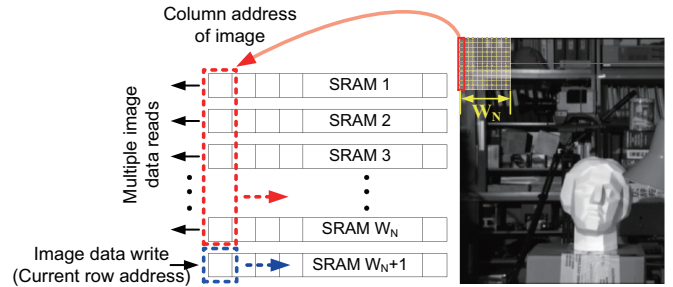 Column address
of image
SRAM 1
SRAM 2
SRAM 3
SRAM W_N
SRAM W_N+1
Multiple image
data reads
Image data write
(Current row address)
W_N